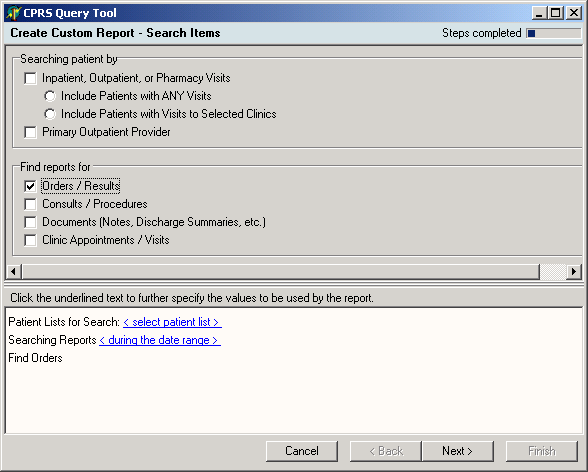 CPRS Query Tool
Create Custom Report - Search Items
Steps completed
Searching patient by
Inpatient, Outpatient, or Pharmacy Visits
Include Patients with ANY Visits
Include Patients with Visits to Selected Clinics
Primary Outpatient Provider
Find reports for
Orders / Results
Consults / Procedures
Documents (Notes, Discharge Summaries, etc.)
Clinic Appointments / Visits
Click the underlined text to further specify the values to be used by the report.
Patient Lists for Search: < select patient list >
Searching Reports < during the date range >
Find Orders
Cancel < Back Next > Finish